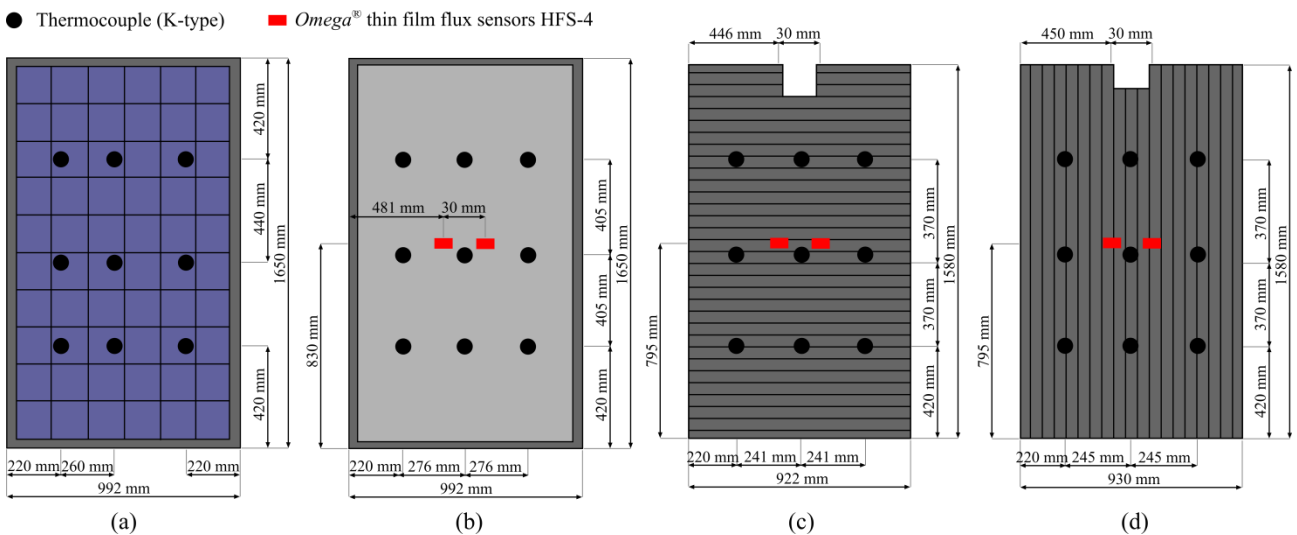 Thermocouple (K-type)
Omega® thin film flux sensors HFS-4
420 mm
440 mm
420 mm
1650 mm
220 mm
260 mm
220 mm
992 mm
(a)
481 mm
30 mm
830 mm
405 mm
405 mm
420 mm
1650 mm
220 mm
276 mm
276 mm
992 mm
(b)
446 mm
30 mm
795 mm
370 mm
370 mm
420 mm
1580 mm
220 mm
241 mm
241 mm
922 mm
(c)
450 mm
30 mm
795 mm
370 mm
370 mm
420 mm
1580 mm
220 mm
245 mm
245 mm
930 mm
(d)